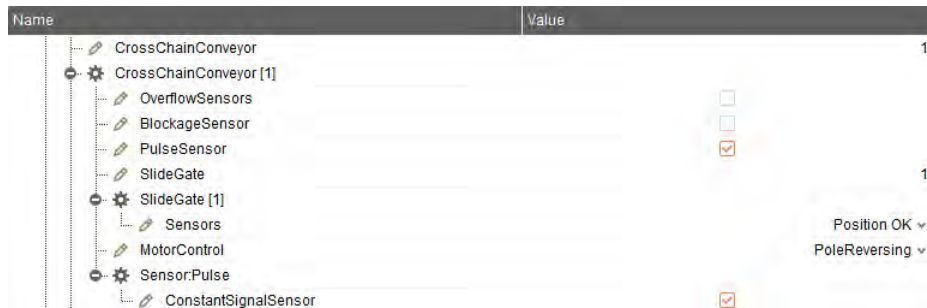 Name Value
CrossChainConveyor 1
CrossChainConveyor [1]
OverflowSensors
BlockageSensor
PulseSensor
SlideGate 1
SlideGate [1]
Sensors Position OK
MotorControl PoleReversing
Sensor:Pulse
ConstantSignalSensor